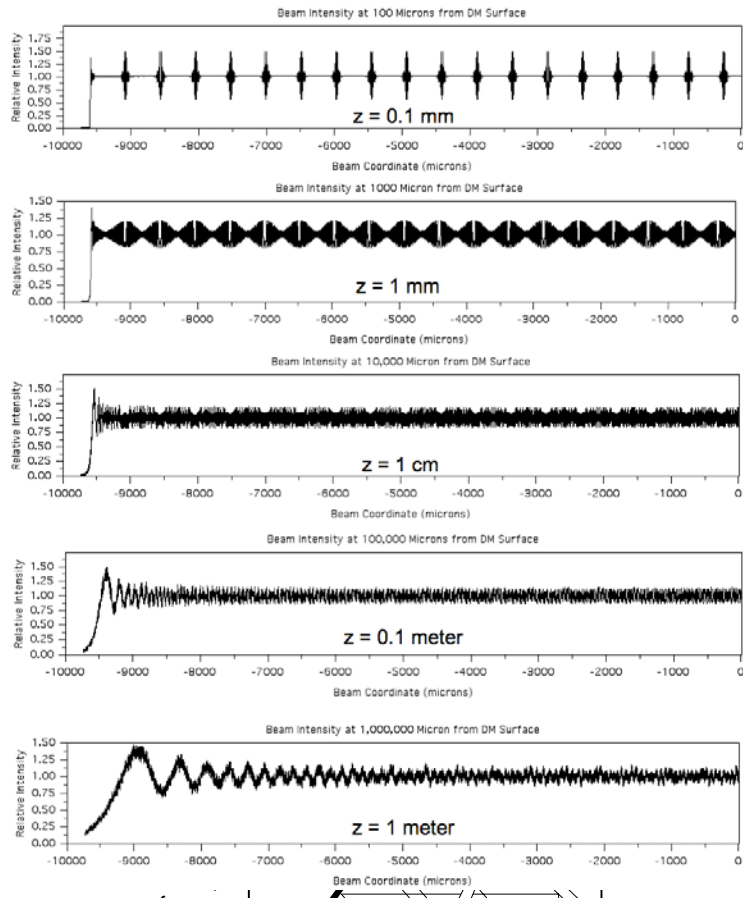 Beam Intensity at 100 Microns from DM Surface
Relative Intensity
1.75
1.50
1.25
1.00
0.75
0.50
0.25
0.00
z = 0.1 mm
-10000 -9000 -8000 -7000 -6000 -5000 -4000 -3000 -2000 -1000 0
Beam Coordinate (microns)
Beam Intensity at 1000 Micron from DM Surface
Relative Intensity
1.50
1.25
1.00
0.75
0.50
0.25
0.00
z = 1 mm
-10000 -9000 -8000 -7000 -6000 -5000 -4000 -3000 -2000 -1000 0
Beam Coordinate (microns)
Beam Intensity at 10,000 Micron from DM Surface
Relative Intensity
1.50
1.25
1.00
0.75
0.50
0.25
0.00
z = 1 cm
-10000 -9000 -8000 -7000 -6000 -5000 -4000 -3000 -2000 -1000 0
Beam Coordinate (microns)
Beam Intensity at 100,000 Microns from DM Surface
Relative Intensity
1.75
1.50
1.25
1.00
0.75
0.50
0.25
0.00
z = 0.1 meter
-10000 -9000 -8000 -7000 -6000 -5000 -4000 -3000 -2000 -1000 0
Beam Coordinate (microns)
Beam Intensity at 1,000,000 Micron from DM Surface
Relative Intensity
1.50
1.25
1.00
0.75
0.50
0.25
0.00
z = 1 meter
-10000 -9000 -8000 -7000 -6000 -5000 -4000 -3000 -2000 -1000 0
Beam Coordinate (microns)